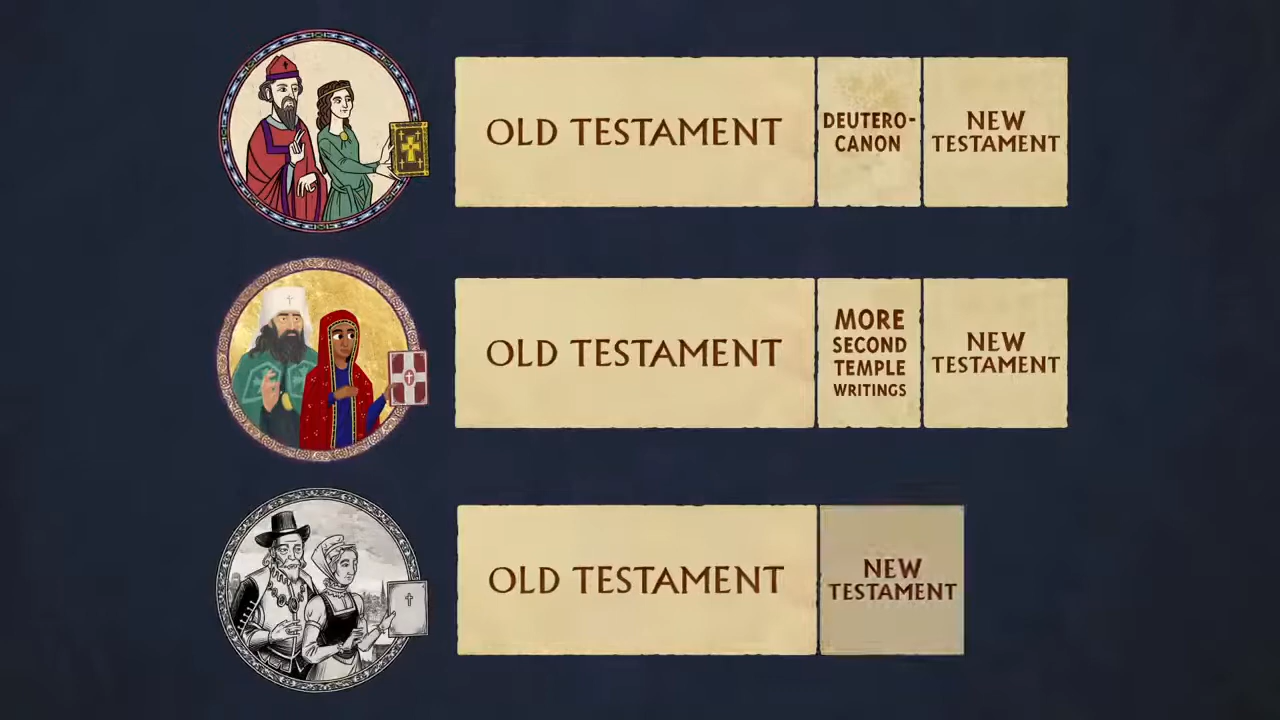 OLD TESTAMENT
DEUTERO-
CANON
NEW
TESTAMENT
OLD TESTAMENT
MORE
SECOND
TEMPLE
WRITINGS
NEW
TESTAMENT
OLD TESTAMENT
NEW
TESTAMENT